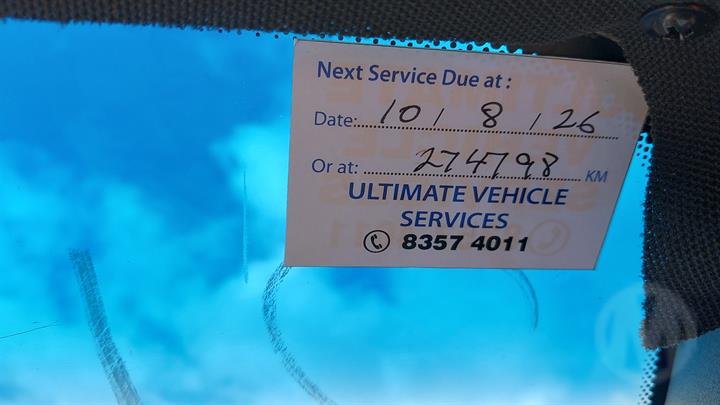 Next Service Due at :
Date: 10 / 8 / 26
Or at: 274798 KM
ULTIMATE VEHICLE
SERVICES
8357 4011